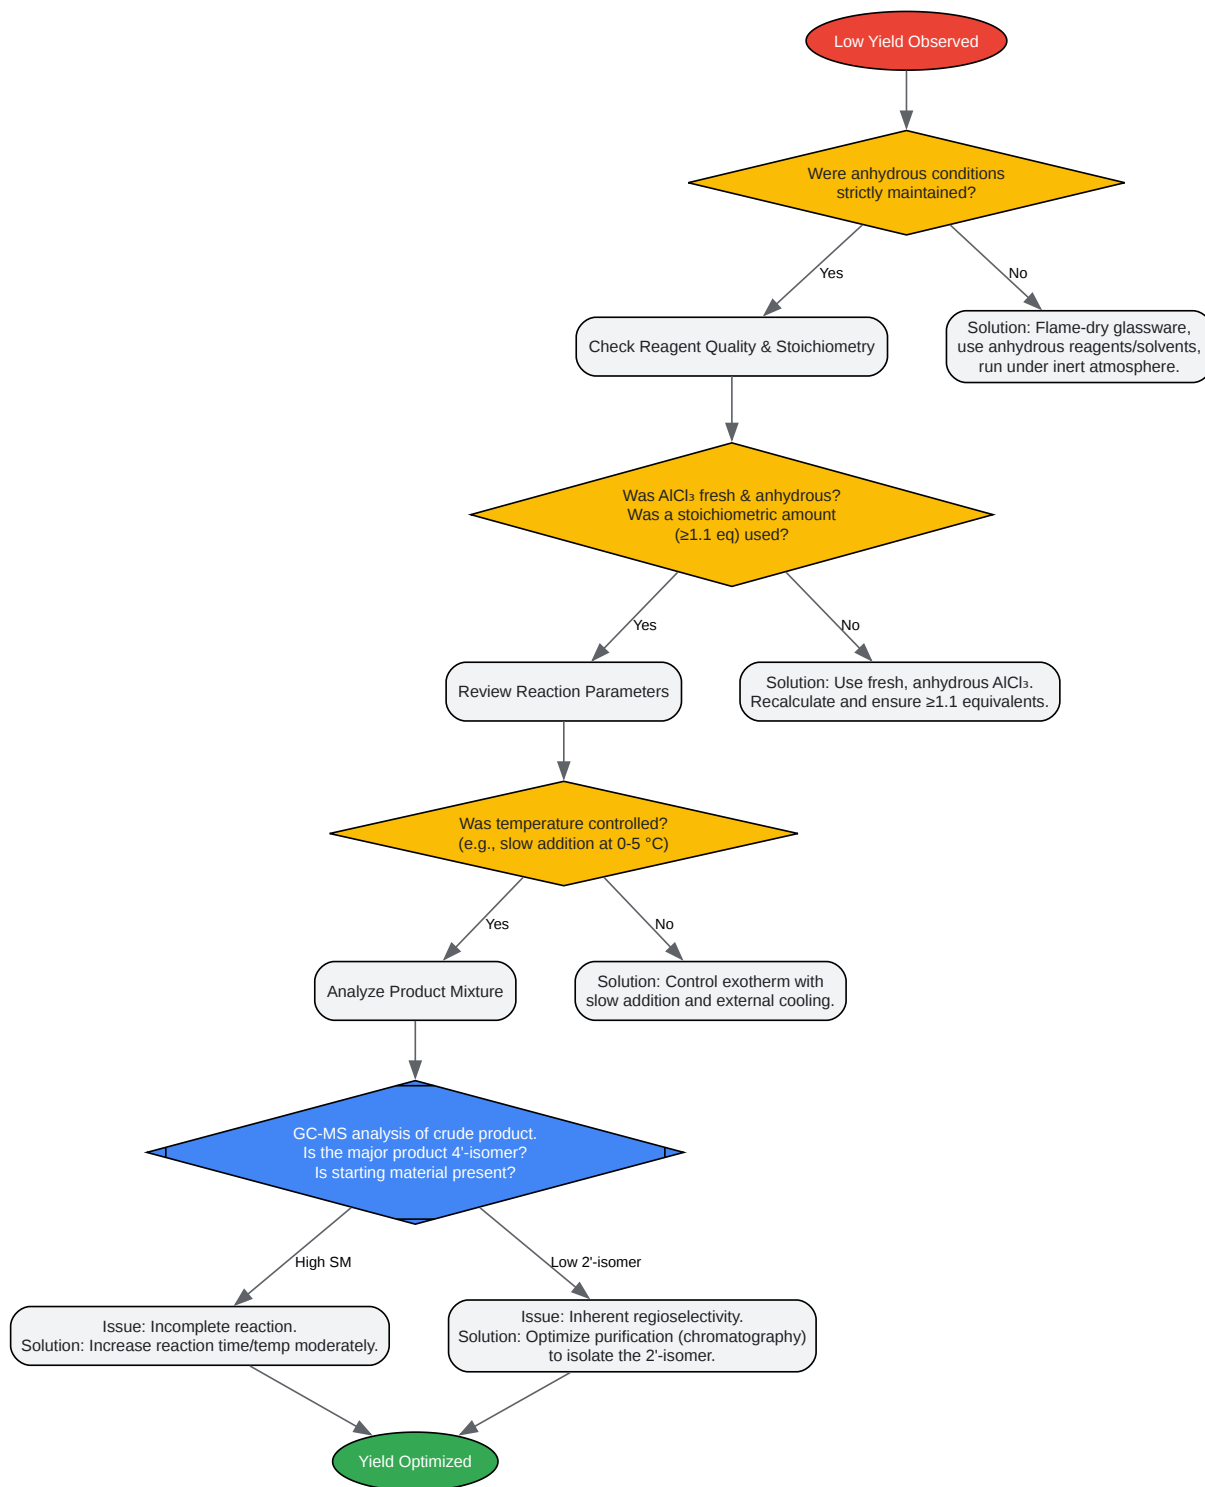 Low Yield Observed
Were anhydrous conditions
strictly maintained?
Yes
No
Check Reagent Quality & Stoichiometry
Solution: Flame-dry glassware,
use anhydrous reagents/solvents,
run under inert atmosphere.
Was AlCl₃ fresh & anhydrous?
Was a stoichiometric amount
(≥1.1 eq) used?
Yes
No
Review Reaction Parameters
Solution: Use fresh, anhydrous AlCl₃.
Recalculate and ensure ≥1.1 equivalents.
Was temperature controlled?
(e.g., slow addition at 0-5 °C)
Yes
No
Analyze Product Mixture
Solution: Control exotherm with
slow addition and external cooling.
GC-MS analysis of crude product.
Is the major product 4'-isomer?
Is starting material present?
High SM
Low 2'-isomer
Issue: Incomplete reaction.
Solution: Increase reaction time/temp moderately.
Issue: Inherent regioselectivity.
Solution: Optimize purification (chromatography)
to isolate the 2'-isomer.
Yield Optimized